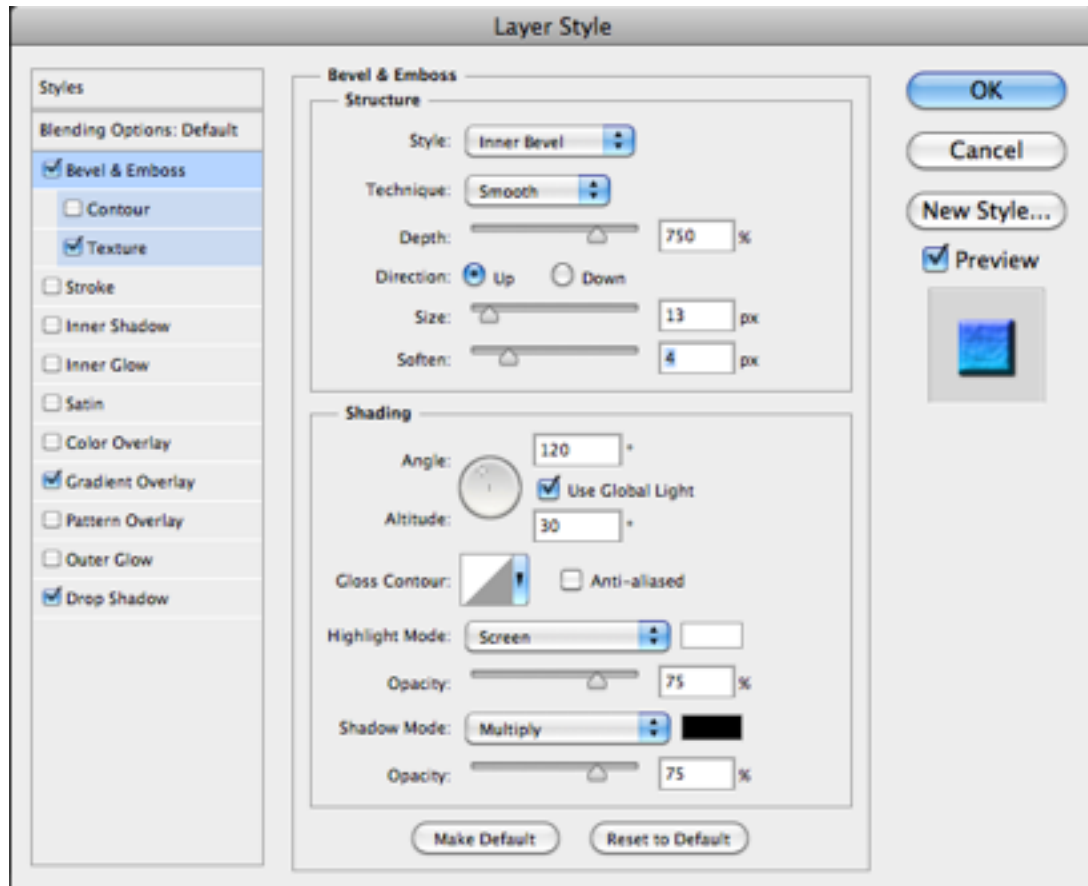 Layer Style
Styles
Blending Options: Default
Bevel & Emboss
Contour
Texture
Stroke
Inner Shadow
Inner Glow
Satin
Color Overlay
Gradient Overlay
Pattern Overlay
Outer Glow
Drop Shadow
Bevel & Emboss
Structure
Style: Inner Bevel
Technique: Smooth
Depth: 750 %
Direction: Up Down
Size: 13 px
Soften: 4 px
Shading
Angle: 120 °
Use Global Light
Altitude: 30 °
Gloss Contour: Anti-aliased
Highlight Mode: Screen
Opacity: 75 %
Shadow Mode: Multiply
Opacity: 75 %
Make Default Reset to Default
OK
Cancel
New Style...
Preview